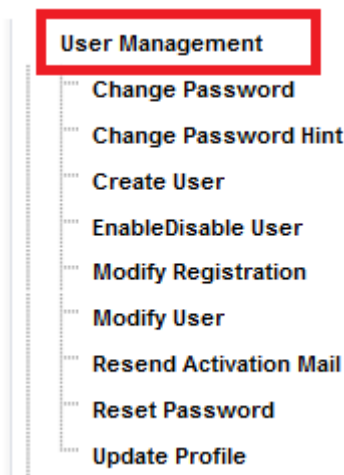 User Management
Change Password
Change Password Hint
Create User
EnableDisable User
Modify Registration
Modify User
Resend Activation Mail
Reset Password
Update Profile